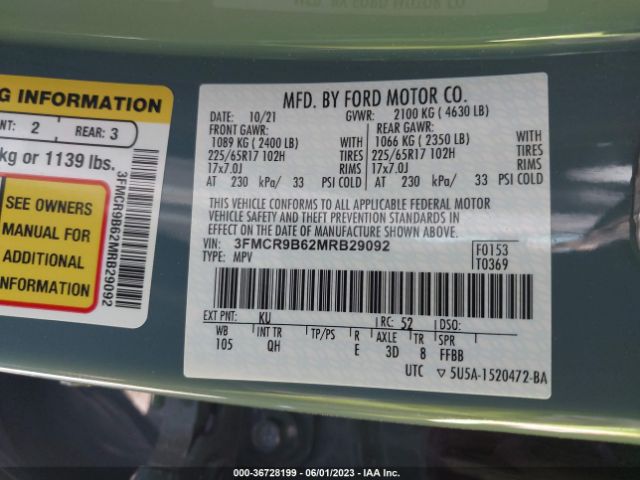 G INFORMATION
NT: 2 REAR: 3
kg or 1139 lbs.
SEE OWNERS
MANUAL FOR
ADDITIONAL
INFORMATION
3FMCR9B62MRB29092
MFD. BY FORD MOTOR CO.
DATE: 10/21 GVWR: 2100 KG ( 4630 LB)
FRONT GAWR: REAR GAWR:
1089 KG ( 2400 LB) WITH 1066 KG ( 2350 LB) WITH
225/65R17 102H TIRES 225/65R17 102H TIRES
17x7.0J RIMS 17x7.0J RIMS
AT 230 kPa/ 33 PSI COLD AT 230 kPa/ 33 PSI COLD
THIS VEHICLE CONFORMS TO ALL APPLICABLE FEDERAL MOTOR
VEHICLE SAFETY AND THEFT PREVENTION STANDARDS IN
EFFECT ON THE DATE OF MANUFACTURE SHOWN ABOVE.
VIN: 3FMCR9B62MRB29092 F0153
TYPE: MPV T0369
EXT PNT: KU RC: 52 DSO:
WB INT TR TP/PS R AXLE TR SPR
105 QH E 3D 8 FFBB
UTC ▽ 5U5A-1520472-BA
000-36728199 - 06/01/2023 - IAA Inc.